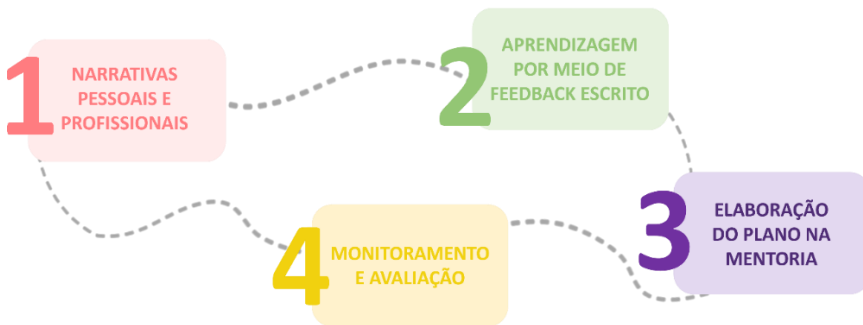 1
NARRATIVAS
PESSOAIS E
PROFISSIONAIS
2
APRENDIZAGEM
POR MEIO DE
FEEDBACK ESCRITO
3
ELABORAÇÃO
DO PLANO NA
MENTORIA
4
MONITORAMENTO
E AVALIAÇÃO